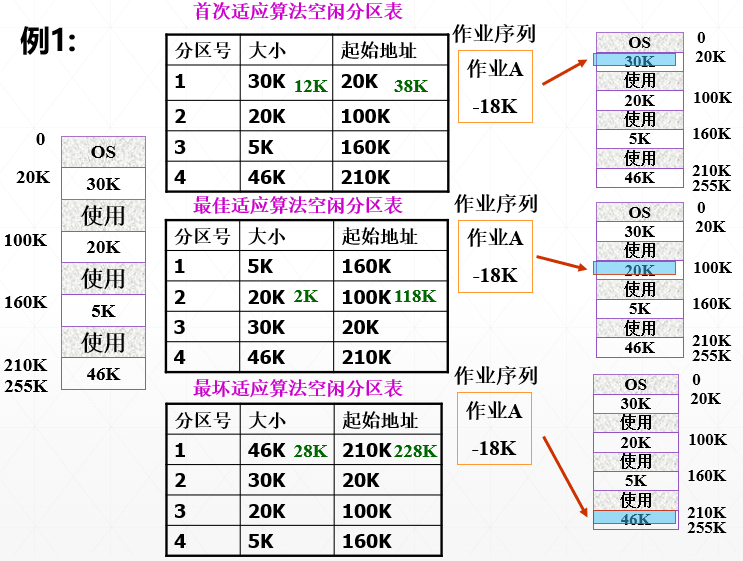 例1:
0
OS
20K
30K
使用
100K
20K
使用
160K
5K
使用
210K
46K
255K
首次适应算法空闲分区表
分区号 大小 起始地址
1 30K 12K 20K 38K
2 20K 100K
3 5K 160K
4 46K 210K
作业序列
作业A
-18K
OS 0
30K 20K
使用
20K 100K
使用
5K 160K
使用
46K 210K
255K
最佳适应算法空闲分区表
分区号 大小 起始地址
1 5K 160K
2 20K 2K 100K 118K
3 30K 20K
4 46K 210K
作业序列
作业A
-18K
OS 0
30K 20K
使用
20K 100K
使用
5K 160K
使用
46K 210K
255K
最坏适应算法空闲分区表
分区号 大小 起始地址
1 46K 28K 210K 228K
2 30K 20K
3 20K 100K
4 5K 160K
作业序列
作业A
-18K
OS 0
30K 20K
使用
20K 100K
使用
5K 160K
使用
46K 210K
255K